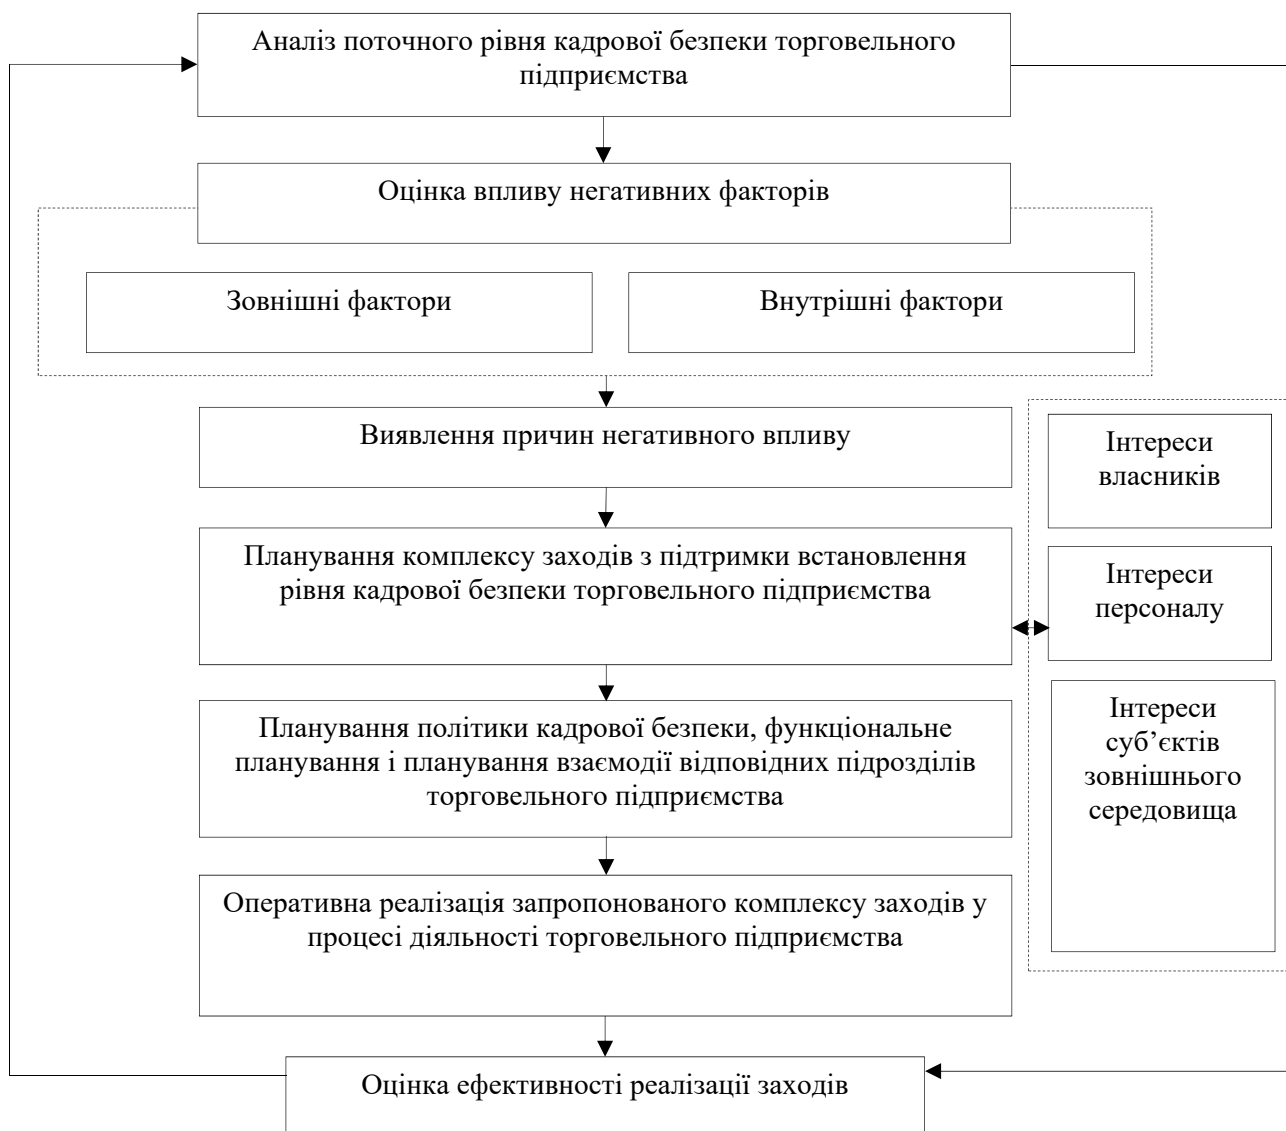 Аналіз поточного рівня кадрової безпеки торговельного
підприємства
Оцінка впливу негативних факторів
Зовнішні фактори
Внутрішні фактори
Виявлення причин негативного впливу
Планування комплексу заходів з підтримки встановлення
рівня кадрової безпеки торговельного підприємства
Планування політики кадрової безпеки, функціональне
планування і планування взаємодії відповідних підрозділів
торговельного підприємства
Оперативна реалізація запропонованого комплексу заходів у
процесі діяльності торговельного підприємства
Оцінка ефективності реалізації заходів
Інтереси
власників
Інтереси
персоналу
Інтереси
суб’єктів
зовнішнього
середовища